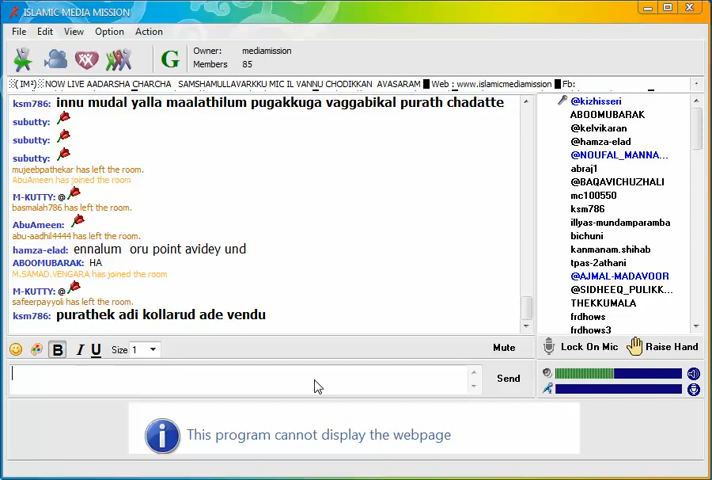 ISLAMIC MEDIA MISSION
File Edit View Option Action
G
Owner: mediamission
Members 85
NOW LIVE AADARSHA CHARCHA SAMSHAMULLAVARKKU MIC IL VANNU CHODIKKAN AVASARAM Web : www.islamicmediamission Fb:
ksm786: innu mudal yalla maalathilum pugakkuga vaggabikal purath chadatte
subutty:
subutty:
subutty:
mujeebpathekar has left the room.
AbuAmeen has joined the room
M-KUTTY: @
basmalah786 has left the room.
AbuAmeen:
abu-aadhil4444 has left the room.
hamza-elad: ennalum oru point avidey und
ABOOMUBARAK: HA
M.SAMAD.VENGARA has joined the room
M-KUTTY: @
safeerpayyoli has left the room.
ksm786: purathek adi kollarud ade vendu
@kizhisseri
ABOOMUBARAK
@kelvikaran
@hamza-elad
@NOUFAL_MANNA...
abraj1
@BAQAVICHUZHALI
mc100550
ksm786
illyas-mundamparamba
bichuni
kanmanam.shihab
tpas-2athani
@AJMAL-MADAVOOR
@SIDHEEQ_PULIKK...
THEKKUMALA
frdhows
frdhows3
B I U Size 1 Mute
Lock On Mic Raise Hand
Send
This program cannot display the webpage